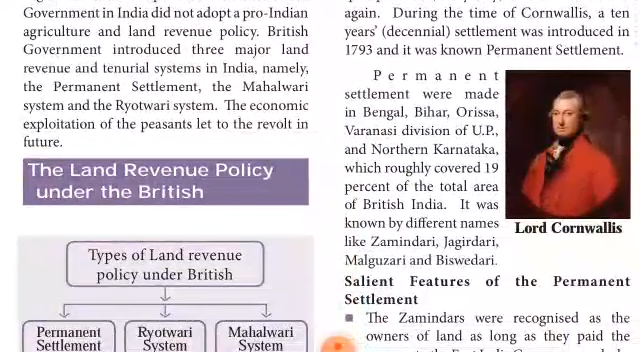 Government in India did not adopt a pro-Indian
agriculture and land revenue policy. British
Government introduced three major land
revenue and tenurial systems in India, namely,
the Permanent Settlement, the Mahalwari
system and the Ryotwari system. The economic
exploitation of the peasants let to the revolt in
future.
The Land Revenue Policy
under the British
Types of Land revenue
policy under British
Permanent
Settlement
Ryotwari
System
Mahalwari
System
again. During the time of Cornwallis, a ten
years' (decennial) settlement was introduced in
1793 and it was known Permanent Settlement.
Permanent
settlement were made
in Bengal, Bihar, Orissa,
Varanasi division of U.P.,
and Northern Karnataka,
which roughly covered 19
percent of the total area
of British India. It was
known by different names
like Zamindari, Jagirdari,
Malguzari and Biswedari.
Lord Cornwallis
Salient Features of the Permanent
Settlement
■ The Zamindars were recognised as the
owners of land as long as they paid the